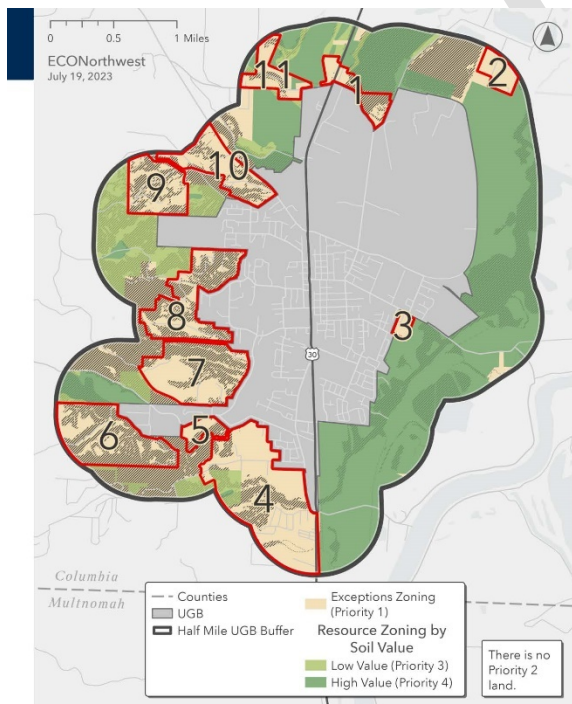 0 0.5 1 Miles
ECONorthwest
July 19, 2023
11
1
2
10
9
3
8
30
7
5
6
4
Columbia
Multnomah
Counties
UGB
Half Mile UGB Buffer
Exceptions Zoning
(Priority 1)
Resource Zoning by
Soil Value
Low Value (Priority 3)
High Value (Priority 4)
There is no
Priority 2
land.